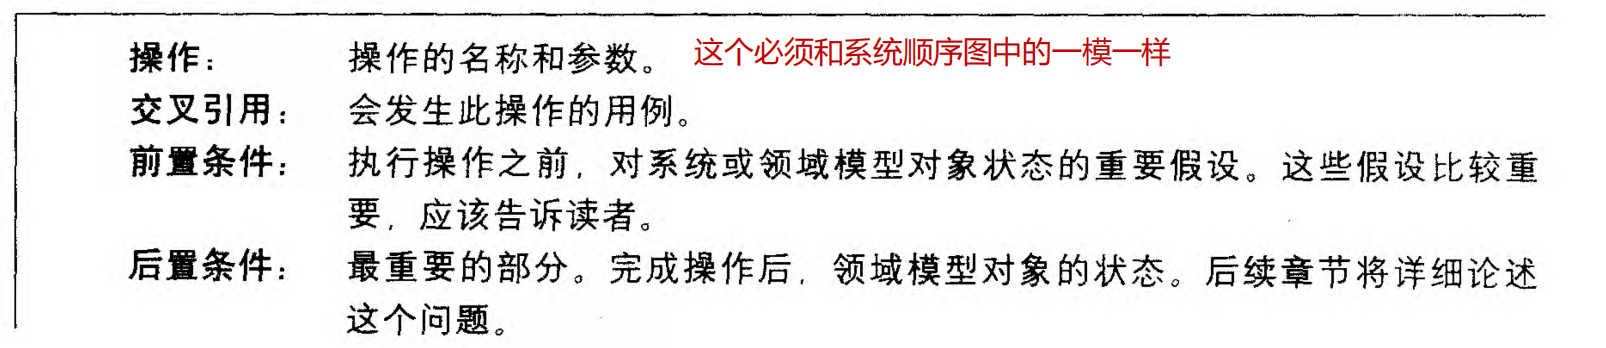 操作： 操作的名称和参数。 这个必须和系统顺序图中的一模一样
交叉引用： 会发生此操作的用例。
前置条件： 执行操作之前，对系统或领域模型对象状态的重要假设。这些假设比较重
要，应该告诉读者。
后置条件： 最重要的部分。完成操作后，领域模型对象的状态。后续章节将详细论述
这个问题。